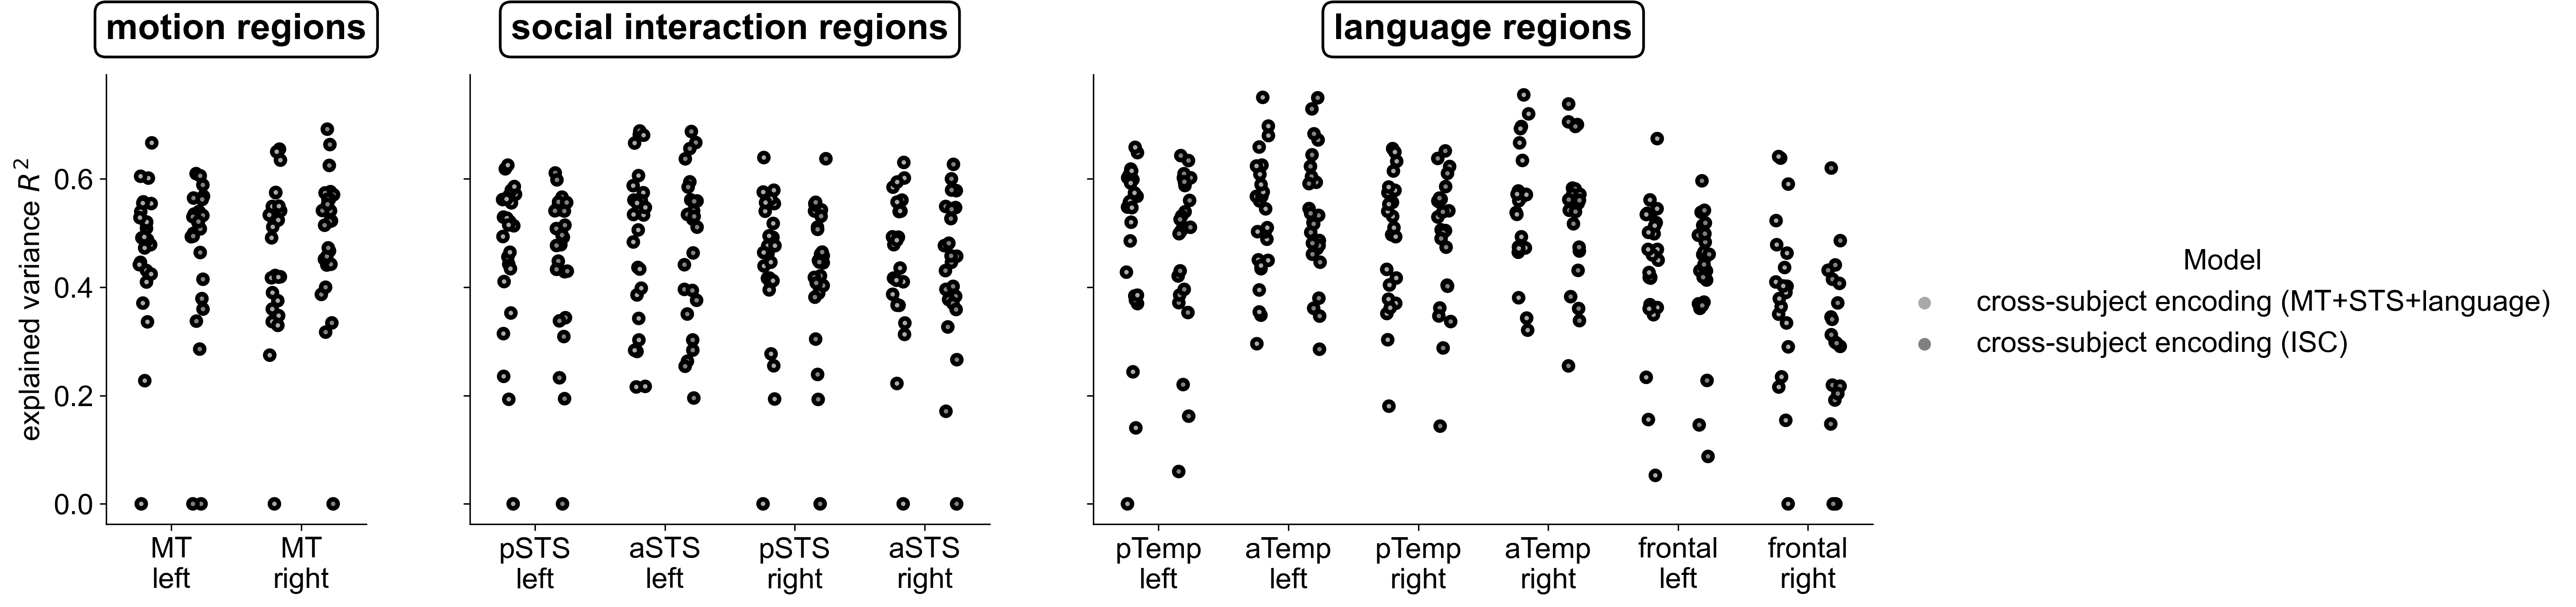 motion regions
social interaction regions
language regions
explained variance R²
0.6
0.4
0.2
0.0
MT
left
MT
right
pSTS
left
aSTS
left
pSTS
right
aSTS
right
pTemp
left
aTemp
left
pTemp
right
aTemp
right
frontal
left
frontal
right
Model
cross-subject encoding (MT+STS+language)
cross-subject encoding (ISC)